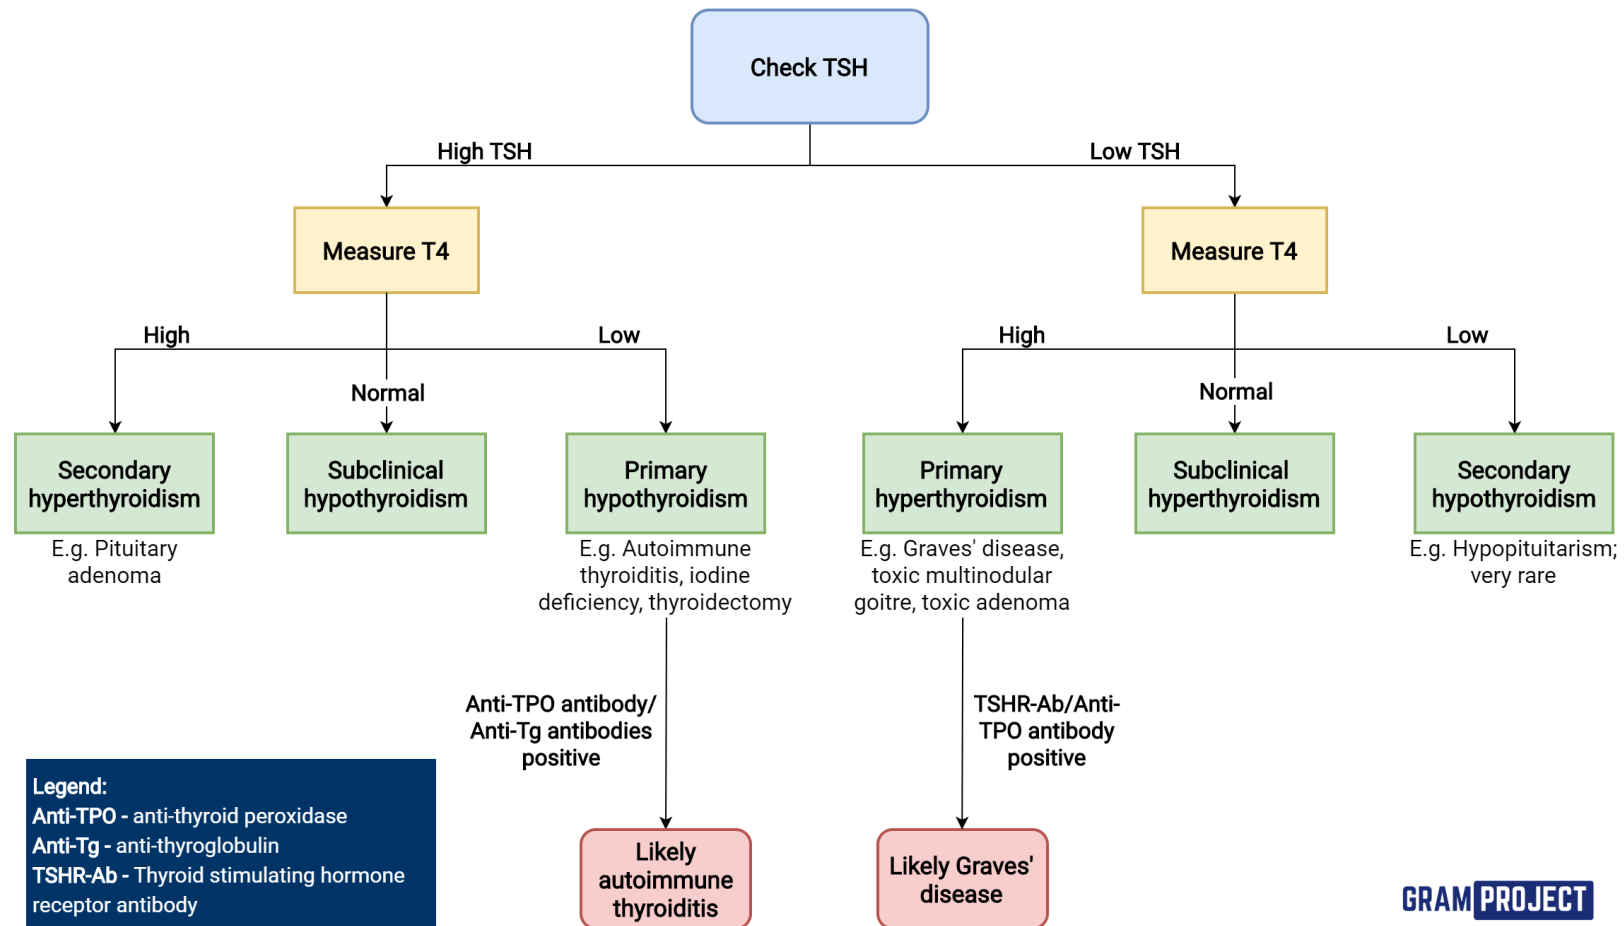 Check TSH
High TSH
Low TSH
Measure T4
Measure T4
High
Low
High
Low
Normal
Normal
Secondary
hyperthyroidism
Subclinical
hypothyroidism
Primary
hypothyroidism
Primary
hyperthyroidism
Subclinical
hyperthyroidism
Secondary
hypothyroidism
E.g. Pituitary
adenoma
E.g. Autoimmune
thyroiditis, iodine
deficiency, thyroidectomy
E.g. Graves' disease,
toxic multinodular
goitre, toxic adenoma
E.g. Hypopituitarism;
very rare
Anti-TPO antibody/
Anti-Tg antibodies
positive
TSHR-Ab/Anti-
TPO antibody
positive
Legend:
Anti-TPO - anti-thyroid peroxidase
Anti-Tg - anti-thyroglobulin
TSHR-Ab - Thyroid stimulating hormone
receptor antibody
Likely
autoimmune
thyroiditis
Likely Graves'
disease
GRAM PROJECT